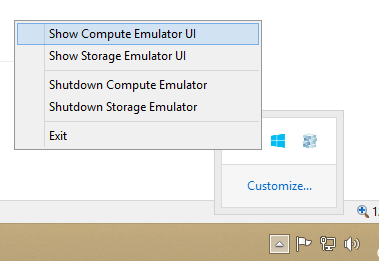 Show Compute Emulator UI
Show Storage Emulator UI
Shutdown Compute Emulator
Shutdown Storage Emulator
Exit
Customize...